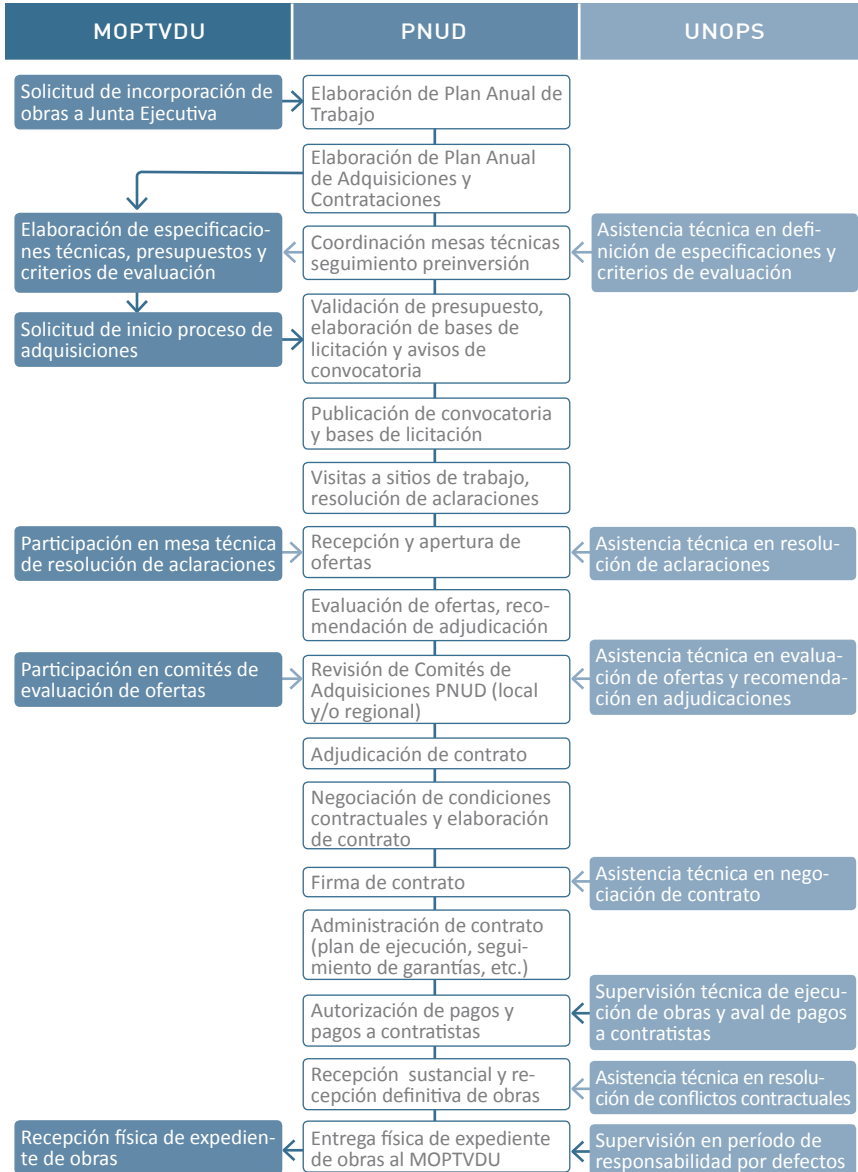 MOPTVDU
PNUD
UNOPS
Solicitud de incorporación de
obras a Junta Ejecutiva
Elaboración de Plan Anual de
Trabajo
Elaboración de Plan Anual
de Adquisiciones y
Contrataciones
Elaboración de especificacio-
nes técnicas, presupuestos y
criterios de evaluación
Coordinación mesas técnicas
seguimiento preinversión
Asistencia técnica en defi-
nición de especificaciones y
criterios de evaluación
Solicitud de inicio proceso de
adquisiciones
Validación de presupuesto,
elaboración de bases de
licitación y avisos de
convocatoria
Publicación de convocatoria
y bases de licitación
Visitas a sitios de trabajo,
resolución de aclaraciones
Participación en mesa técnica
de resolución de aclaraciones
Recepción y apertura de
ofertas
Asistencia técnica en resolu-
ción de aclaraciones
Evaluación de ofertas, reco-
mendación de adjudicación
Participación en comités de
evaluación de ofertas
Revisión de Comités de
Adquisiciones PNUD (local
y/o regional)
Asistencia técnica en evalua-
ción de ofertas y recomenda-
ción en adjudicaciones
Adjudicación de contrato
Negociación de condiciones
contractuales y elaboración
de contrato
Firma de contrato
Asistencia técnica en nego-
ciación de contrato
Administración de contrato
(plan de ejecución, segui-
miento de garantías, etc.)
Autorización de pagos y
pagos a contratistas
Supervisión técnica de ejecu-
ción de obras y aval de pagos
a contratistas
Recepción sustancial y re-
cepción definitiva de obras
Asistencia técnica en resolu-
ción de conflictos contractuales
Recepción física de expedien-
te de obras
Entrega física de expediente
de obras al MOPTVDU
Supervisión en período de
responsabilidad por defectos